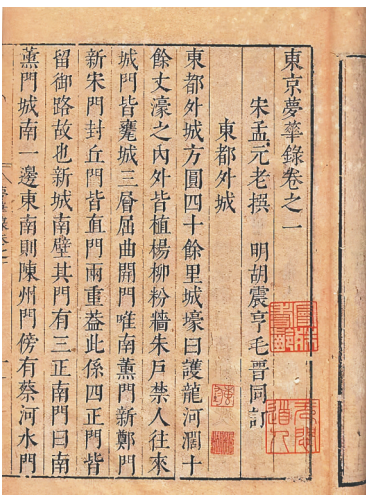 東京夢華錄卷之一
宋孟元老撰　明胡震亨毛晉同訂
東都外城
東都外城方圓四十餘里城壕曰護龍河濶十
餘丈濠之內外皆植楊柳粉牆朱戶禁人往來
城門皆甕城三層屈曲開門唯南薰門新鄭門
新宋門封丘門皆直門兩重葢此係四正門皆
留御路故也新城南壁其門有三正南門曰南
薰門城南一邊東南則陳州門傍有蔡河水門